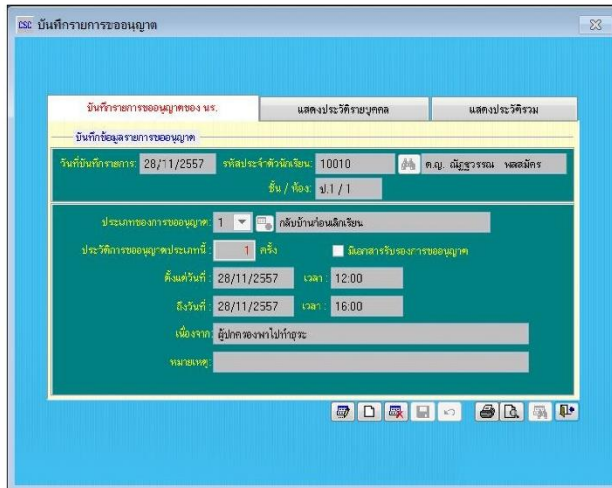 CSC บันทึกรายการขออนุญาต
บันทึกรายการขออนุญาตของ นร. แสดงประวัติรายบุคคล แสดงประวัติรวม
บันทึกข้อมูลรายการขออนุญาต
วันที่บันทึกรายการ: 28/11/2557 รหัสประจำตัวนักเรียน: 10010 ด.ญ. ณัฏฐวรรณ พลสมัคร
ชั้น / ห้อง: ป.1 / 1
ประเภทของการขออนุญาต: 1 กลับบ้านก่อนเลิกเรียน
ประวัติการขออนุญาตประเภทนี้ : 1 ครั้ง มีเอกสารรับรองการขออนุญาต
ตั้งแต่วันที่ : 28/11/2557 เวลา : 12:00
ถึงวันที่ : 28/11/2557 เวลา : 16:00
เนื่องจาก: ผู้ปกครองพาไปทำธุระ
หมายเหตุ: